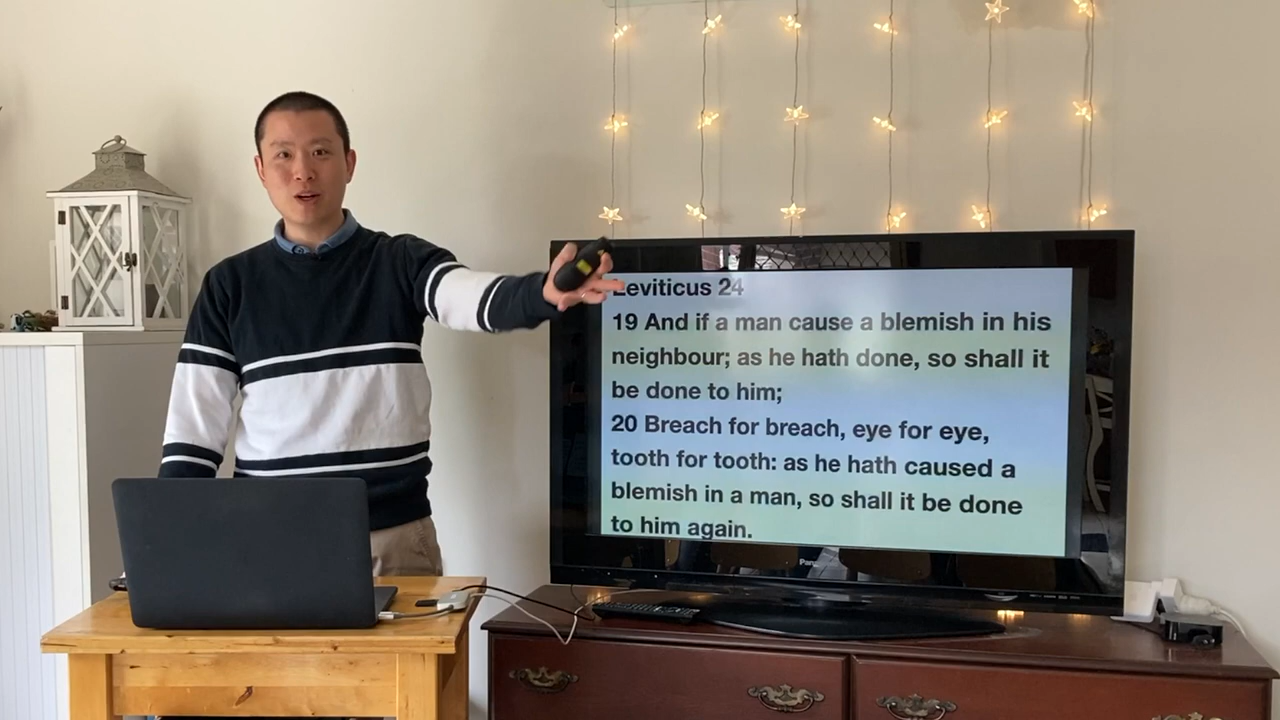 Leviticus 24
19 And if a man cause a blemish in his
neighbour; as he hath done, so shall it
be done to him;
20 Breach for breach, eye for eye,
tooth for tooth: as he hath caused a
blemish in a man, so shall it be done
to him again.